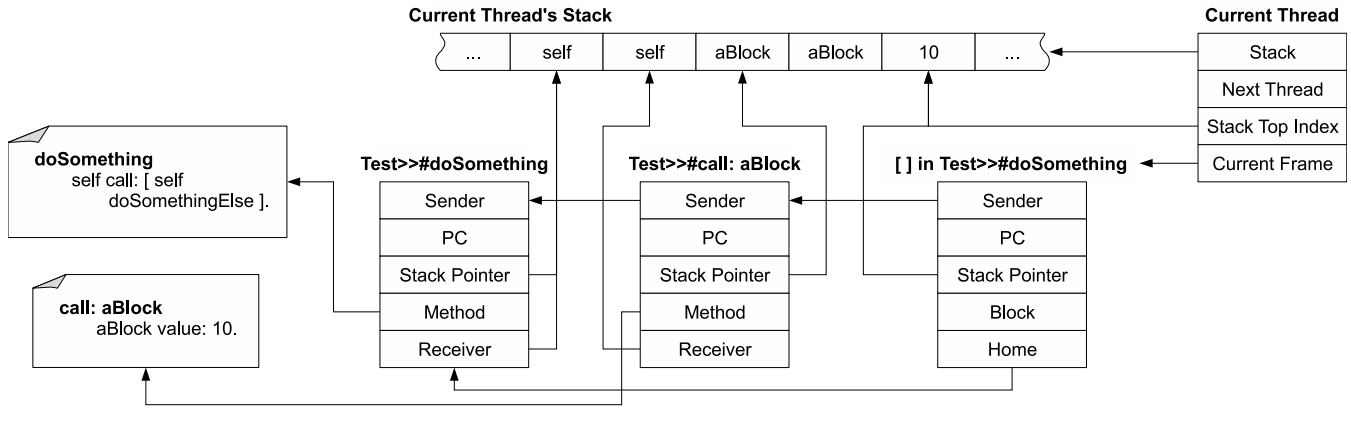 Current Thread's Stack
Current Thread
... self self aBlock aBlock 10 ...
Stack
Next Thread
Stack Top Index
Current Frame
doSomething
self call: [ self
doSomethingElse ].
call: aBlock
aBlock value: 10.
Test>>#doSomething
Sender
PC
Stack Pointer
Method
Receiver
Test>>#call: aBlock
Sender
PC
Stack Pointer
Method
Receiver
[ ] in Test>>#doSomething
Sender
PC
Stack Pointer
Block
Home